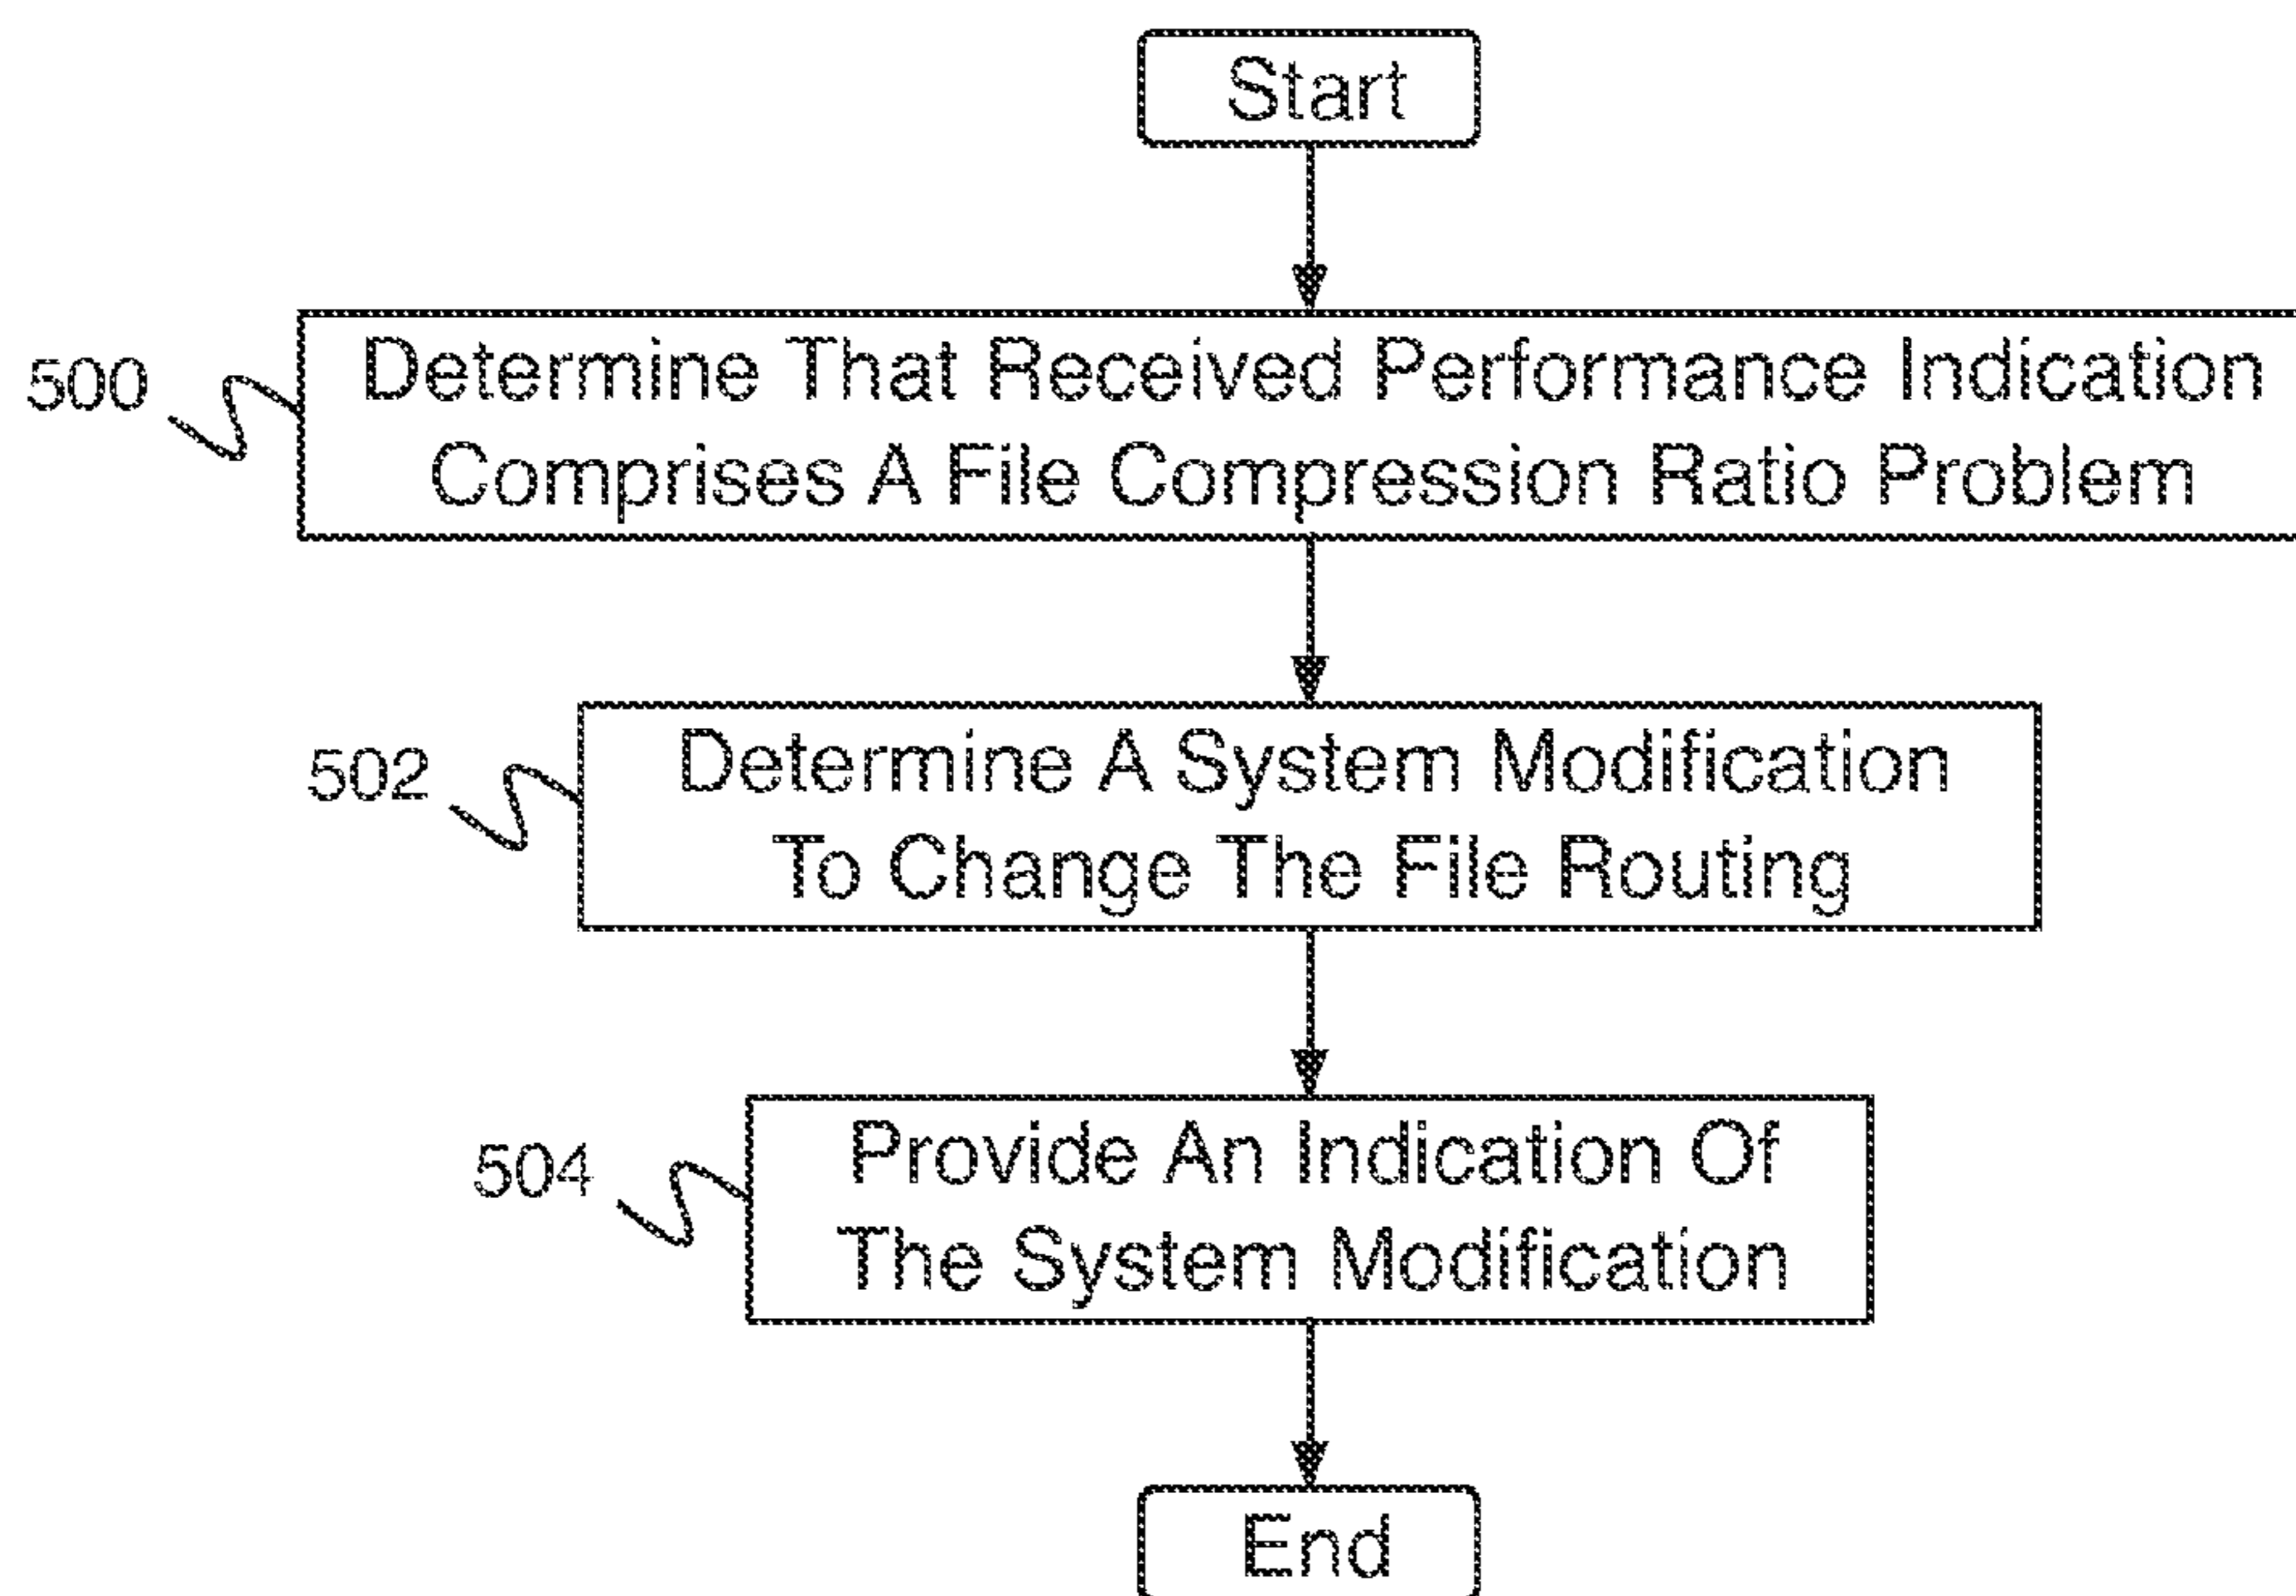 Start
500
Determine That Received Performance Indication
Comprises A File Compression Ratio Problem
502
Determine A System Modification
To Change The File Routing
504
Provide An Indication Of
The System Modification
End